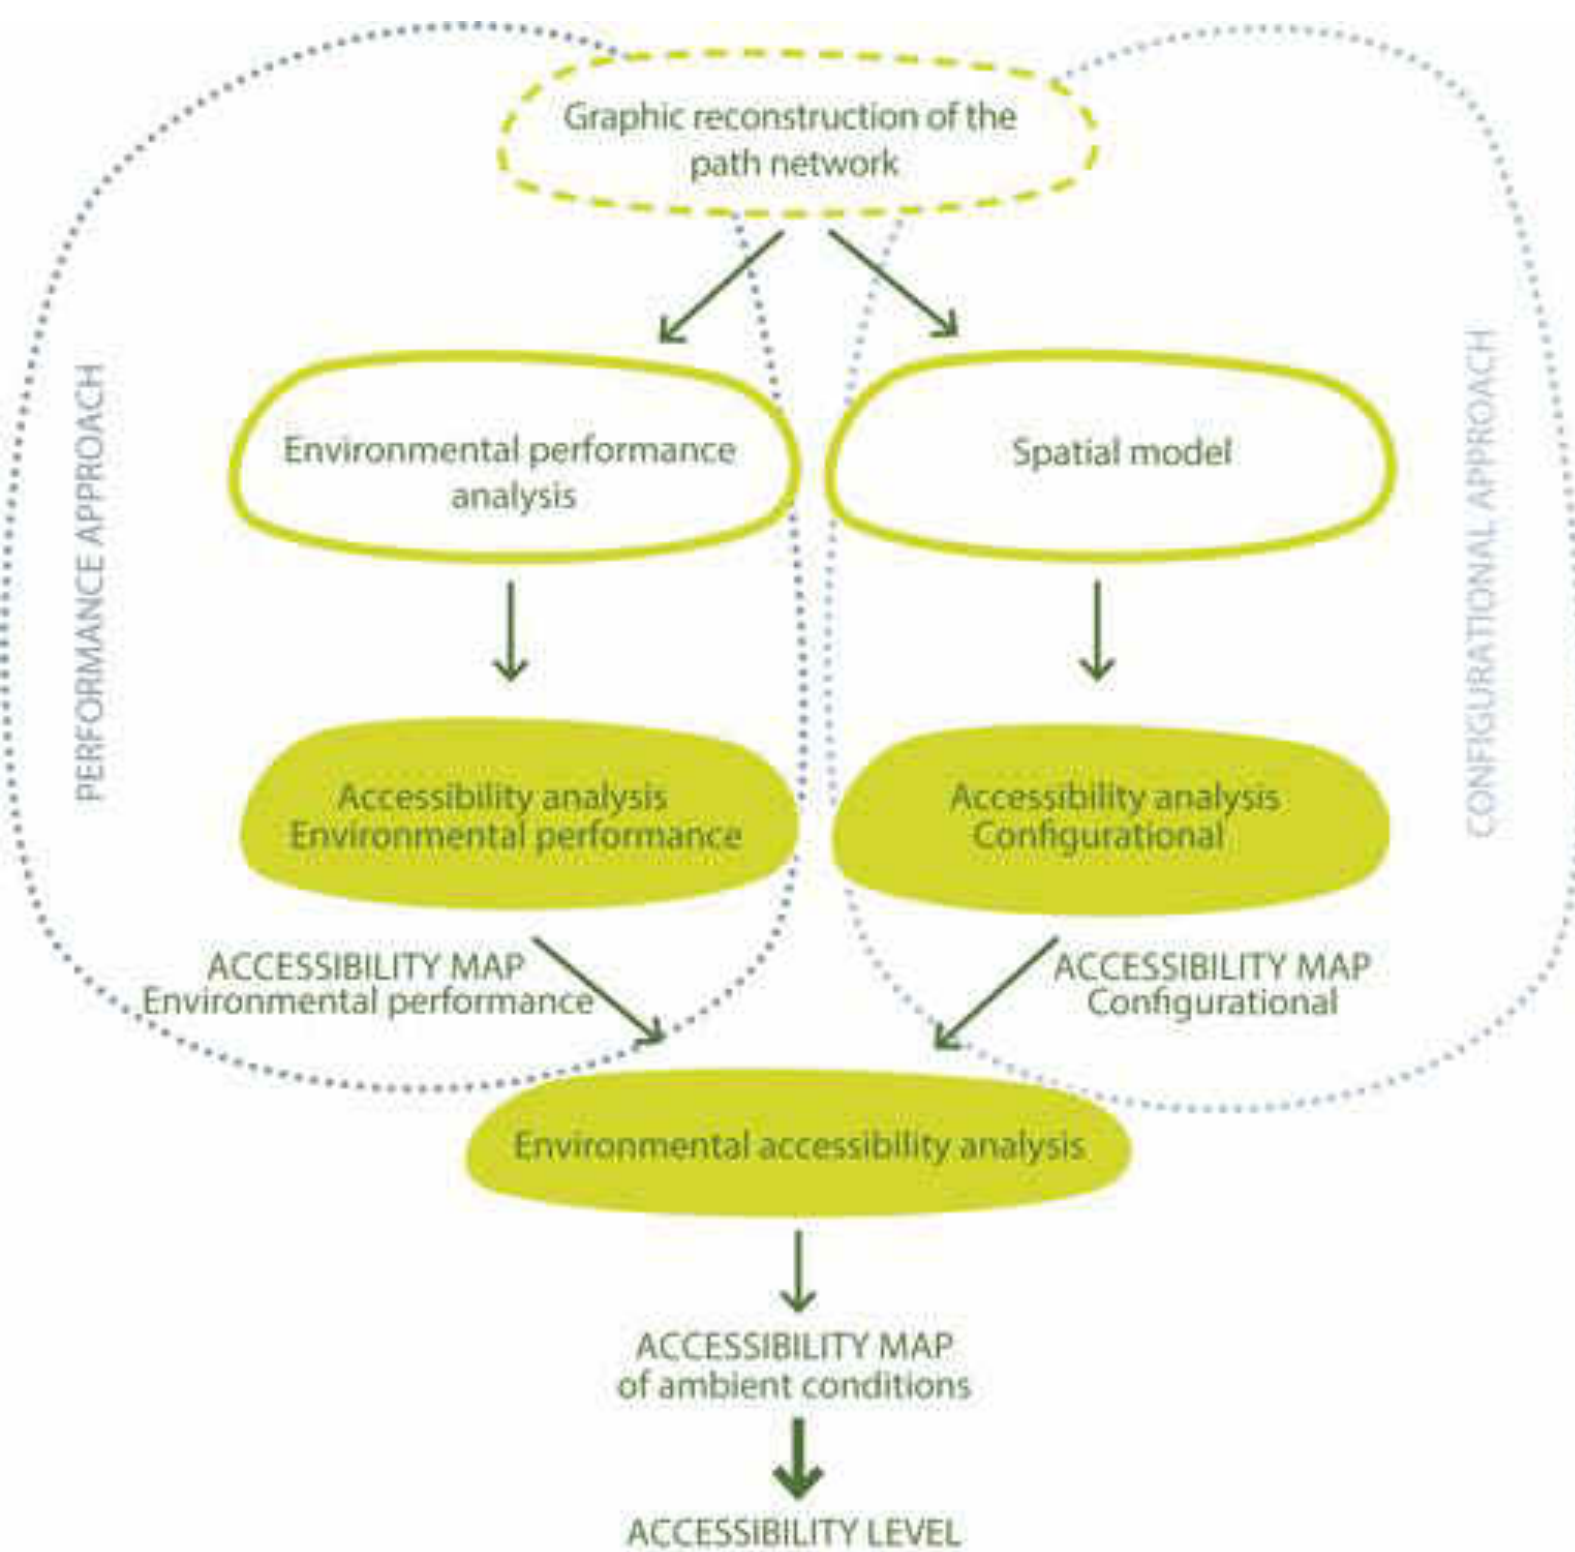 Graphic reconstruction of the
path network
PERFORMANCE APPROACH
Environmental performance
analysis
Spatial model
CONFIGURATIONAL APPROACH
Accessibility analysis
Environmental performance
Accessibility analysis
Configurational
ACCESSIBILITY MAP
Environmental performance
ACCESSIBILITY MAP
Configurational
Environmental accessibility analysis
ACCESSIBILITY MAP
of ambient conditions
ACCESSIBILITY LEVEL